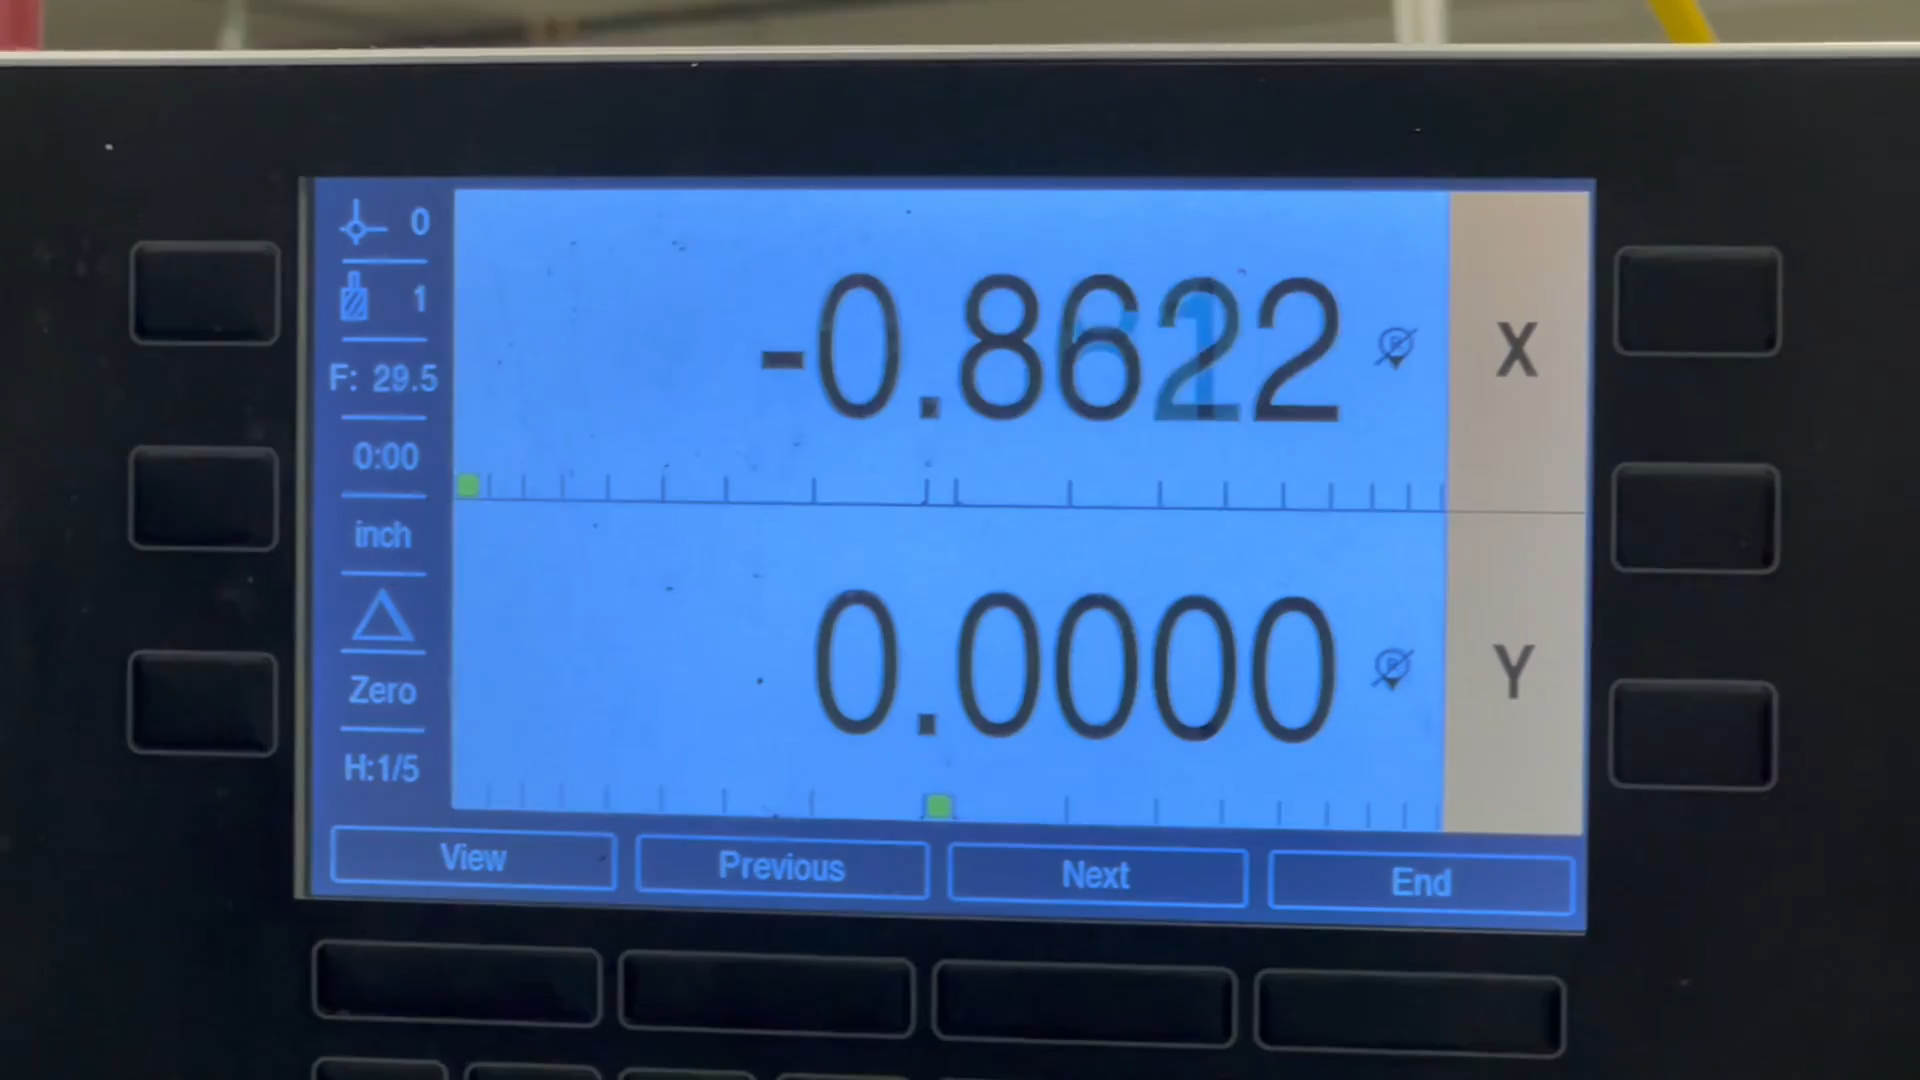 0
1
F: 29.5
0:00
inch
Zero
H:1/5
-0.8622
X
0.0000
Y
View
Previous
Next
End